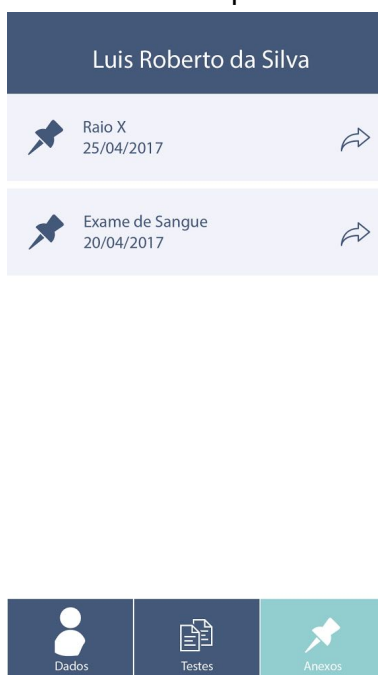 Luis Roberto da Silva
Raio X
25/04/2017
Exame de Sangue
20/04/2017
Dados
Testes
Anexos